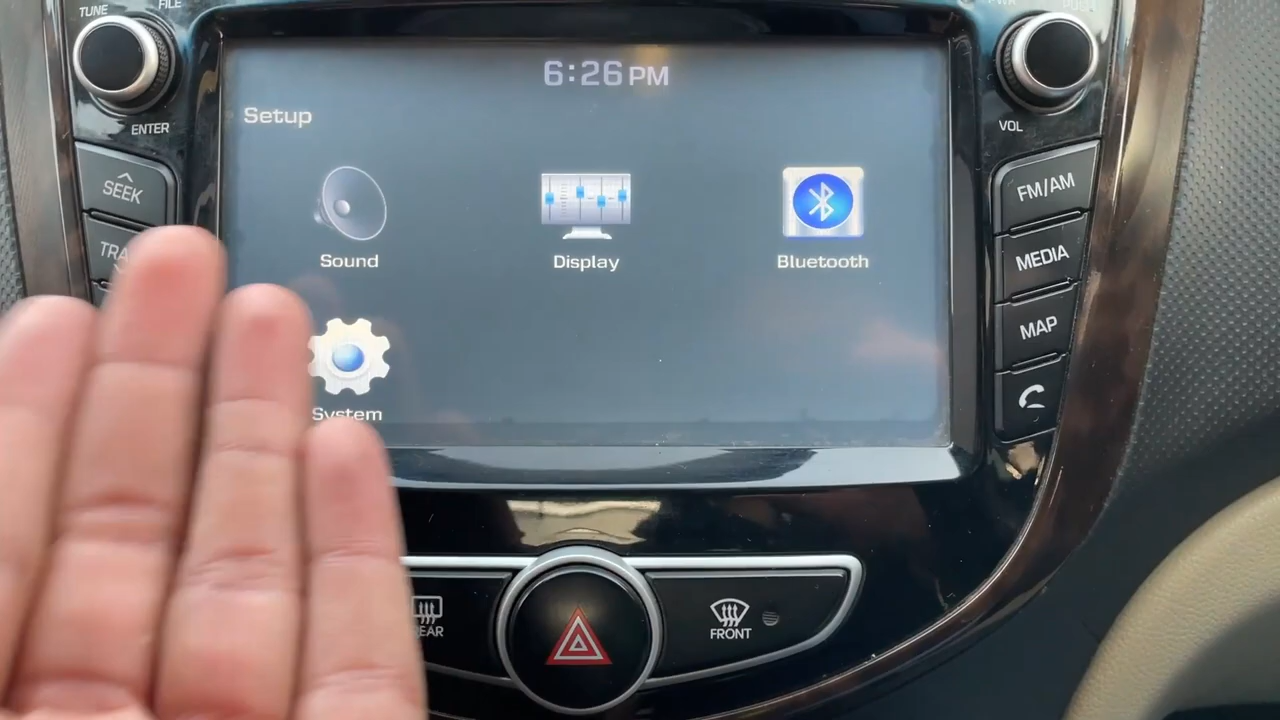 TUNE
FILE
ENTER
SEEK
TRA
6:26 PM
Setup
Sound
Display
Bluetooth
System
VOL
FM/AM
MEDIA
MAP
REAR
FRONT